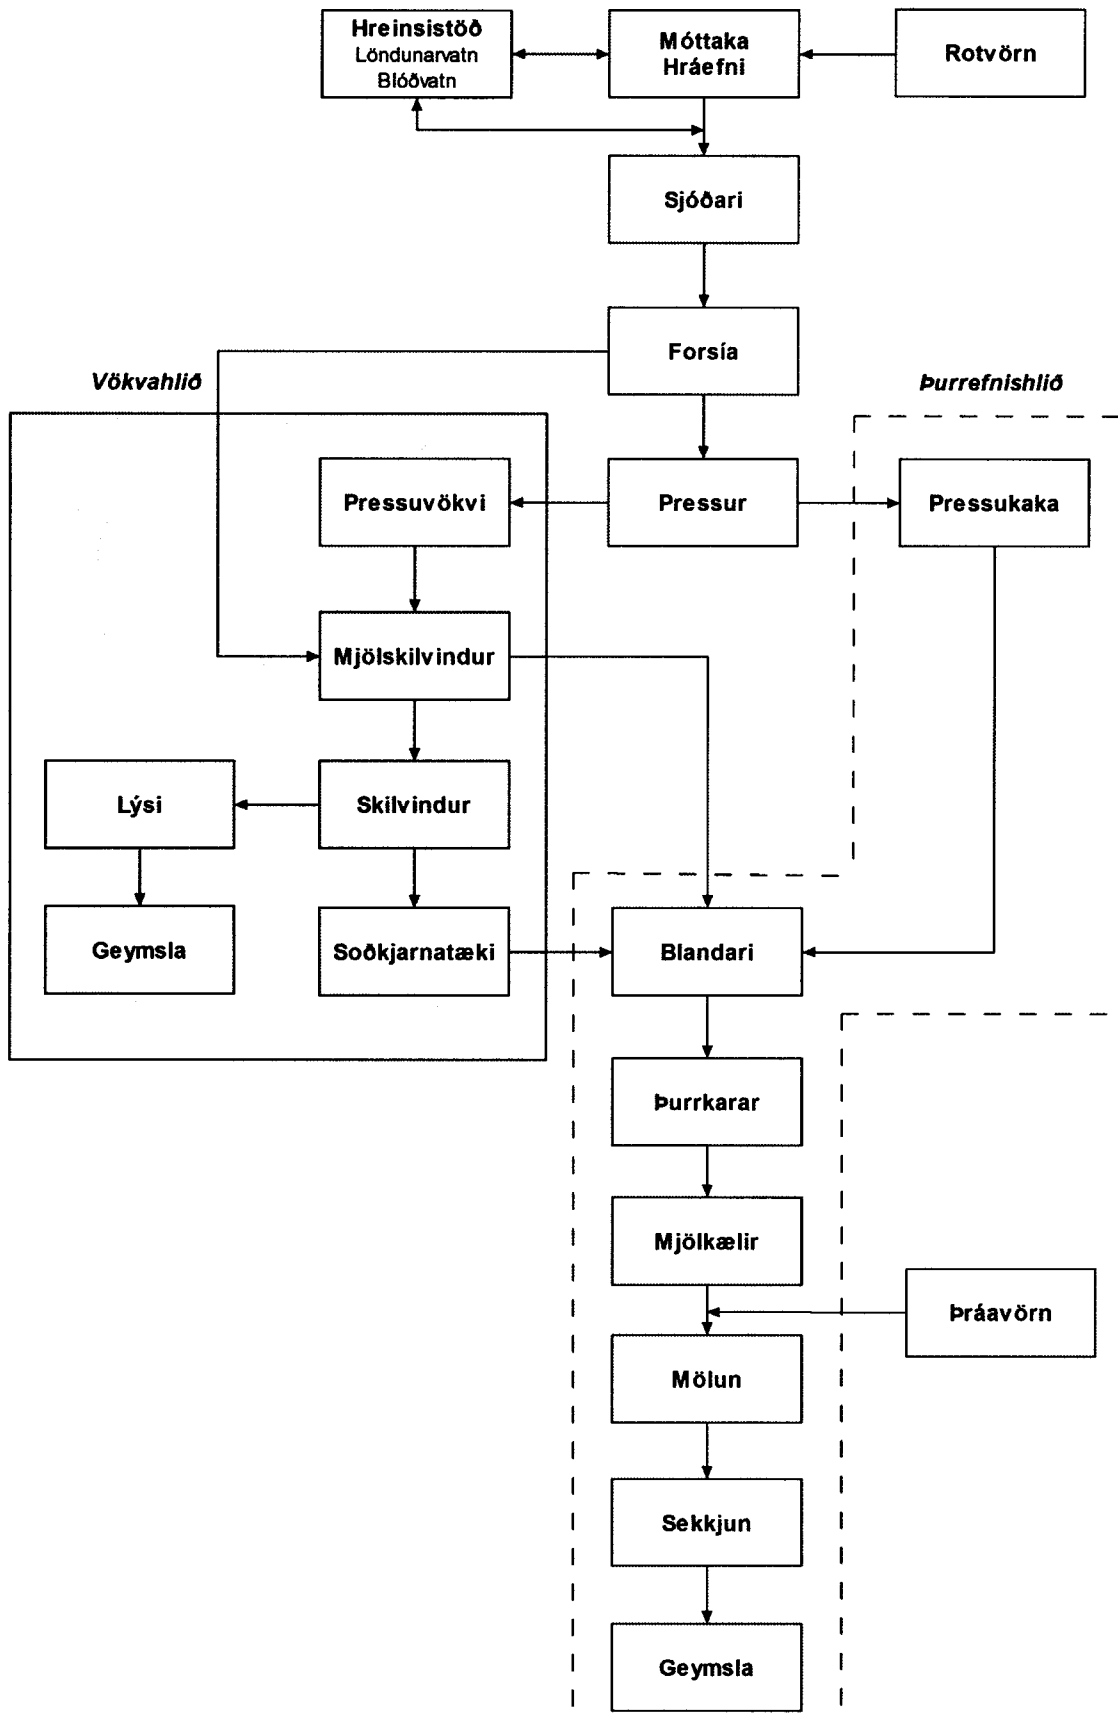 Hreinsistöð
Löndunarvatn
Blóðvatn
Móttaka
Hráefni
Rotvörn
Sjóðari
Forsía
Vökvahlið
Þurrefnishlið
Pressuvökvi
Pressur
Pressukaka
Mjölskilvindur
Lýsi
Skilvindur
Geymsla
Soðkjarnatæki
Blandari
Þurrkarar
Mjölkælir
Þráavörn
Mölun
Sekkjun
Geymsla